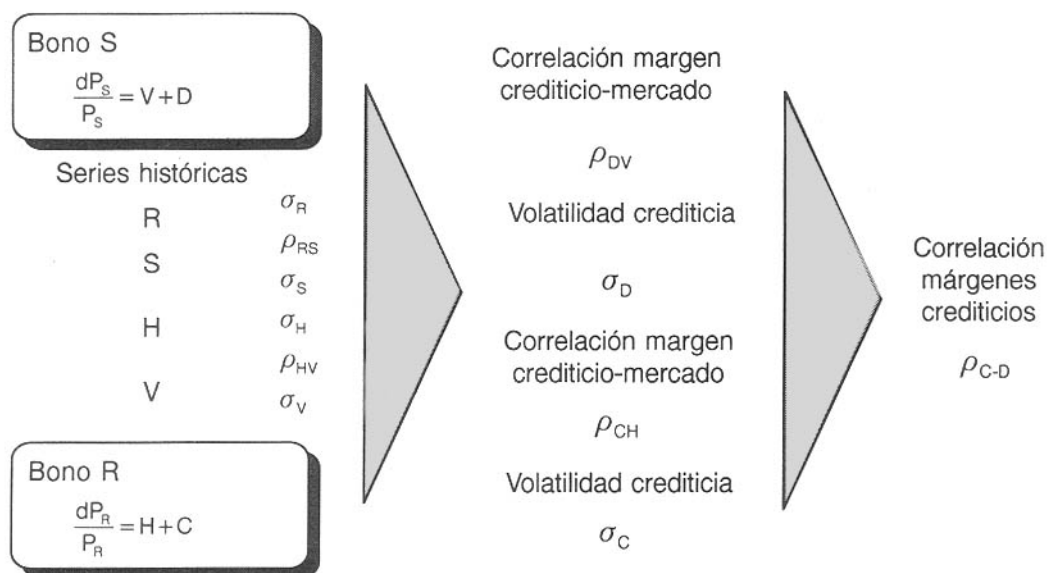 Bono S
dP_S/P_S = V + D
Series históricas
R
S
H
V
σ_R
ρ_RS
σ_S
σ_H
ρ_HV
σ_V
Bono R
dP_R/P_R = H + C
Correlación margen
crediticio-mercado
ρ_DV
Volatilidad crediticia
σ_D
Correlación margen
crediticio-mercado
ρ_CH
Volatilidad crediticia
σ_C
Correlación
márgenes
crediticios
ρ_C-D